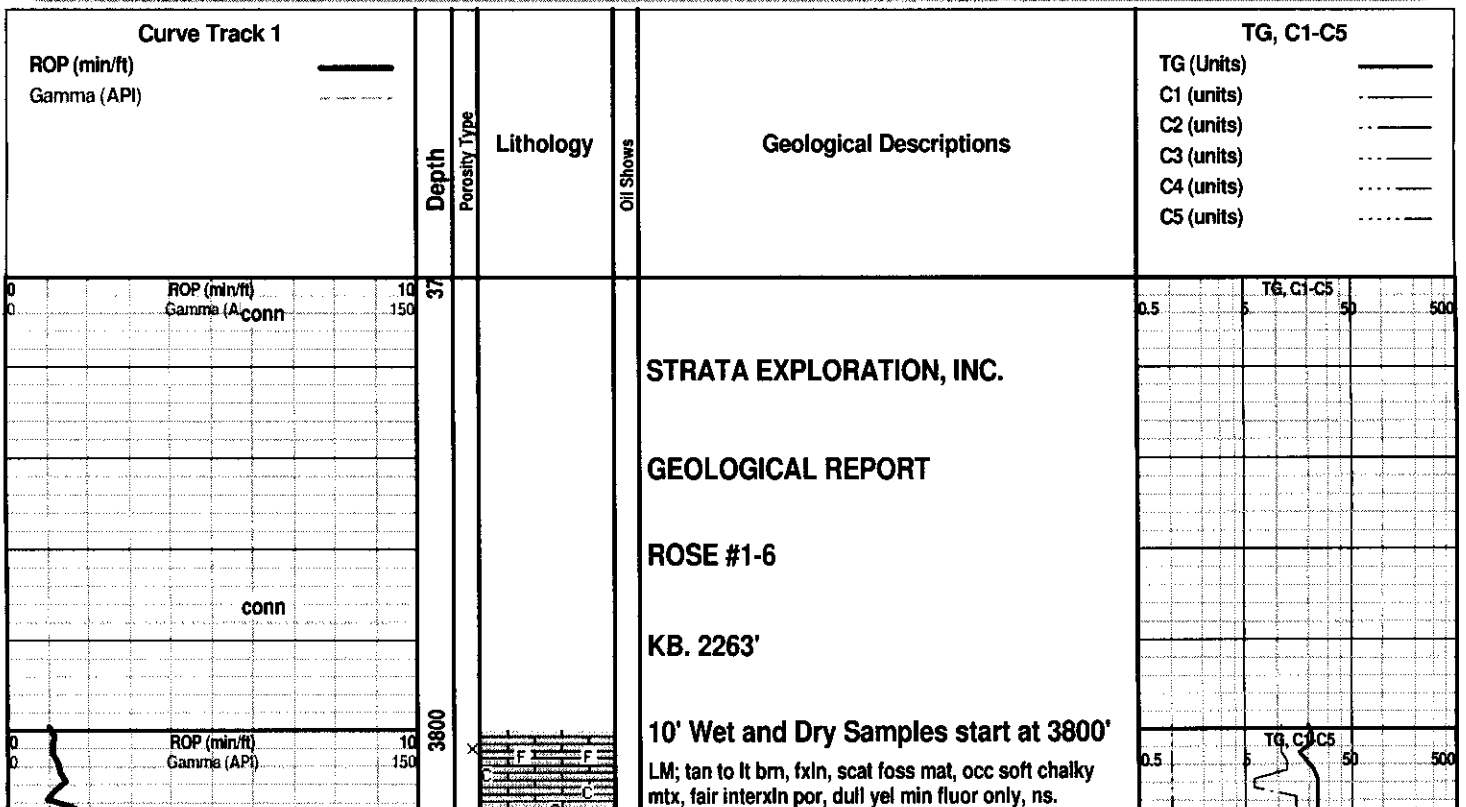 Curve Track 1
ROP (min/ft)
Gamma (API)
Depth
Porosity Type
Lithology
Oil Shows
Geological Descriptions
TG, C1-C5
TG (Units)
C1 (units)
C2 (units)
C3 (units)
C4 (units)
C5 (units)
0 ROP (min/ft) 10
0 Gamma (A conn 150
37
TG, C1-C5
0.5 5 50 500
STRATA EXPLORATION, INC.
GEOLOGICAL REPORT
ROSE #1-6
conn
KB. 2263'
3800
10' Wet and Dry Samples start at 3800'
0 ROP (min/ft) 10
0 Gamma (API) 150
F F
C
C
TG, C1-C5
0.5 5 50 500
LM; tan to lt brn, fxln, scat foss mat, occ soft chalky
mtx, fair interxln por, dull yel min fluor only, ns.